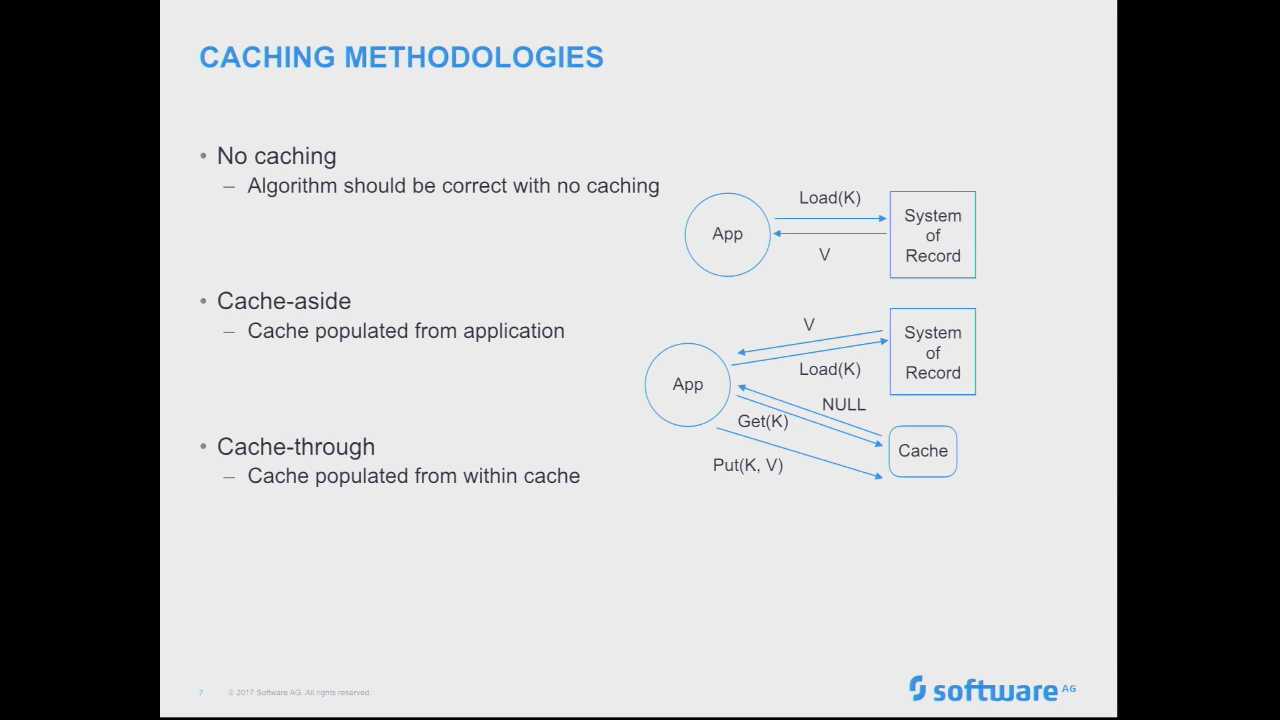 CACHING METHODOLOGIES
• No caching
– Algorithm should be correct with no caching
Load(K)
App
System
of
Record
V
• Cache-aside
– Cache populated from application
V
System
of
Record
Load(K)
App
NULL
Get(K)
Cache
Put(K, V)
• Cache-through
– Cache populated from within cache
7
© 2017 Software AG. All rights reserved.
software AG